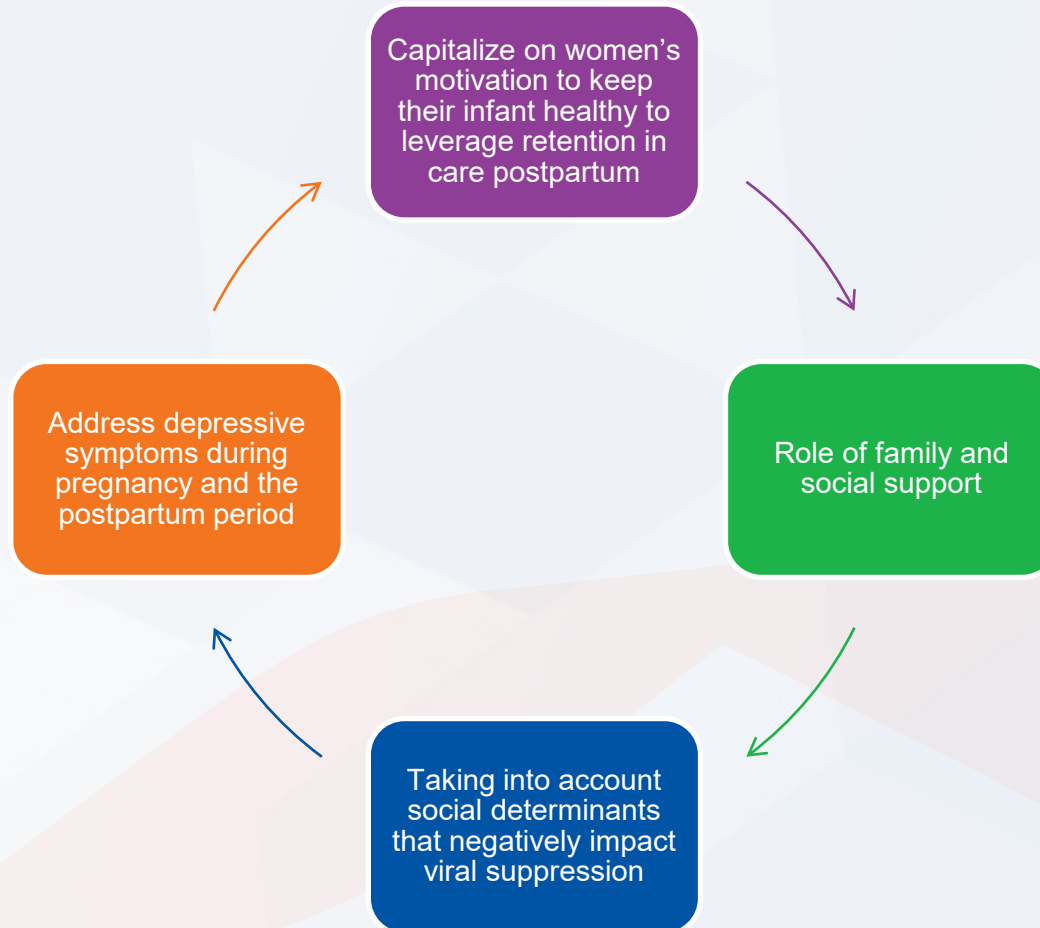 Capitalize on women’s
motivation to keep
their infant healthy to
leverage retention in
care postpartum
Address depressive
symptoms during
pregnancy and the
postpartum period
Role of family and
social support
Taking into account
social determinants
that negatively impact
viral suppression